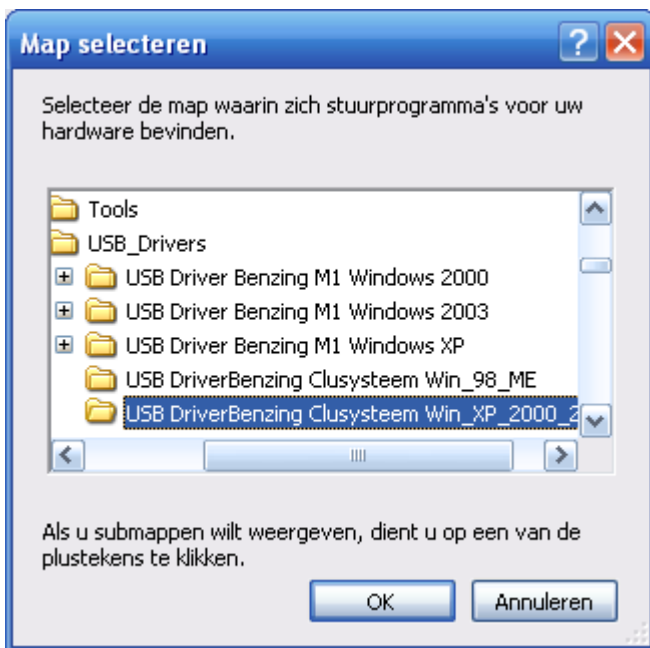 Map selecteren
Selecteer de map waarin zich stuurprogramma's voor uw
hardware bevinden.
Tools
USB_Drivers
USB Driver Benzing M1 Windows 2000
USB Driver Benzing M1 Windows 2003
USB Driver Benzing M1 Windows XP
USB DriverBenzing Clusysteem Win_98_ME
USB DriverBenzing Clusysteem Win_XP_2000_2
Als u submappen wilt weergeven, dient u op een van de
plustekens te klikken.
OK
Annuleren